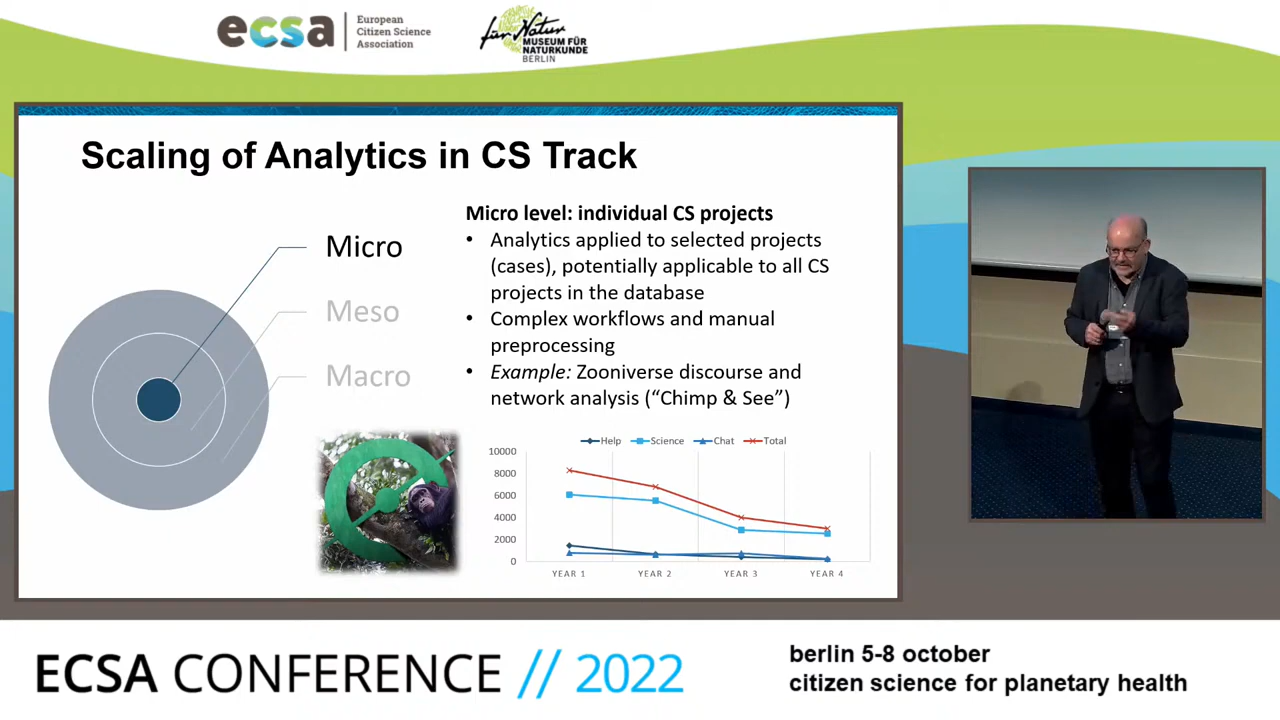 ecsa
European
Citizen Science
Association
für Natur
MUSEUM FÜR
NATURKUNDE
BERLIN
Scaling of Analytics in CS Track
Micro
Meso
Macro
Micro level: individual CS projects
• Analytics applied to selected projects
(cases), potentially applicable to all CS
projects in the database
• Complex workflows and manual
preprocessing
• Example: Zooniverse discourse and
network analysis (“Chimp & See”)
Help Science Chat Total
10000
8000
6000
4000
2000
0
YEAR 1 YEAR 2 YEAR 3 YEAR 4
ECSA CONFERENCE // 2022
berlin 5-8 october
citizen science for planetary health